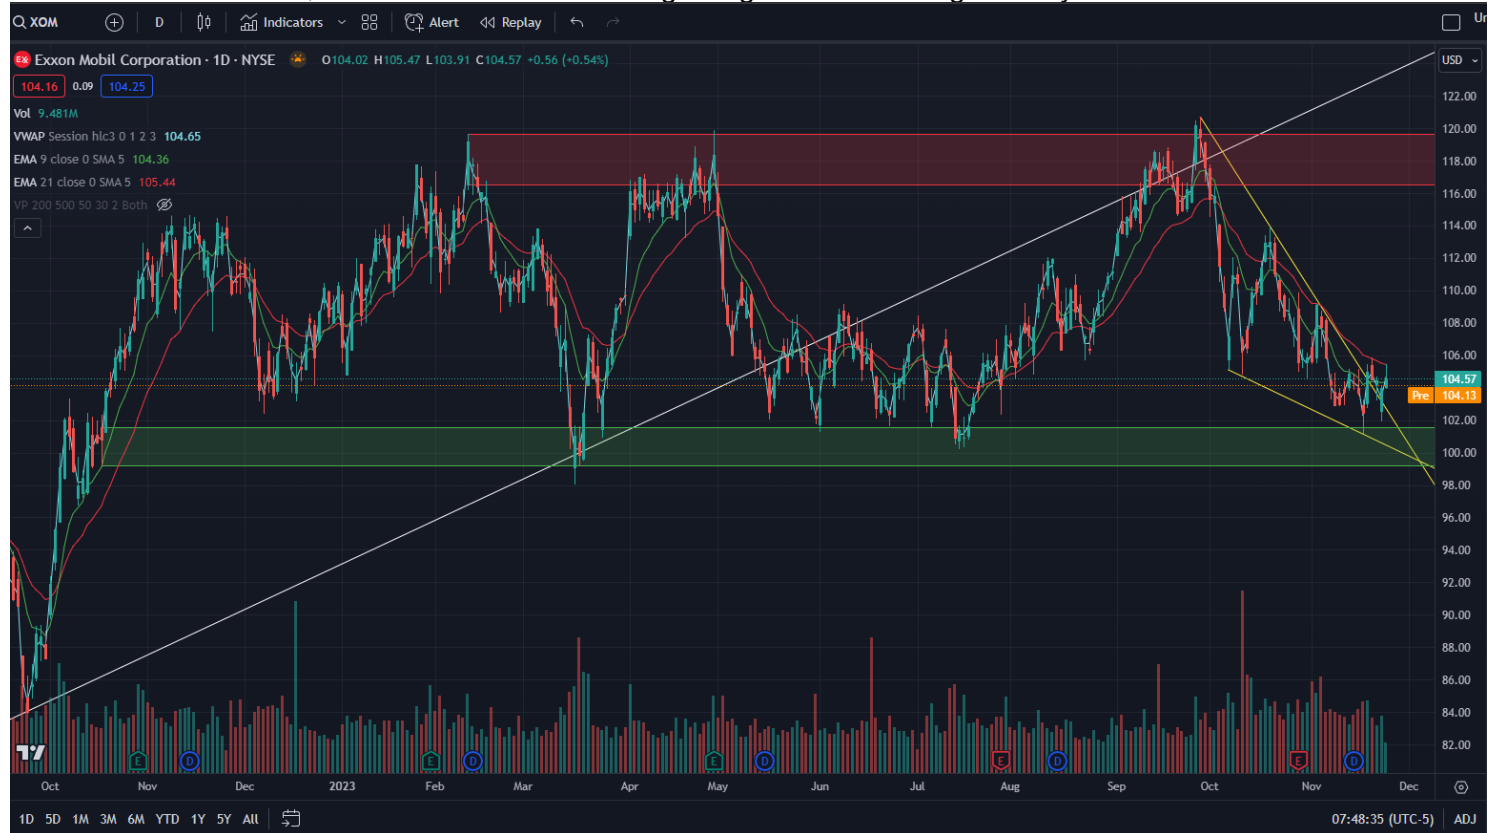 XOM D Indicators Alert Replay
Exxon Mobil Corporation · 1D · NYSE O104.02 H105.47 L103.91 C104.57 +0.56 (+0.54%)
USD
104.16 0.09 104.25
Vol 9.481M
VWAP Session hlc3 0 1 2 3 104.65
EMA 9 close 0 SMA 5 104.36
EMA 21 close 0 SMA 5 105.44
VP 200 500 50 30 2 Both
122.00
120.00
118.00
116.00
114.00
112.00
110.00
108.00
106.00
104.57
Pre 104.13
102.00
100.00
98.00
96.00
94.00
92.00
90.00
88.00
86.00
84.00
82.00
E D E D E D E D E D
Oct Nov Dec 2023 Feb Mar Apr May Jun Jul Aug Sep Oct Nov Dec
1D 5D 1M 3M 6M YTD 1Y 5Y All 07:48:35 (UTC-5) ADJ